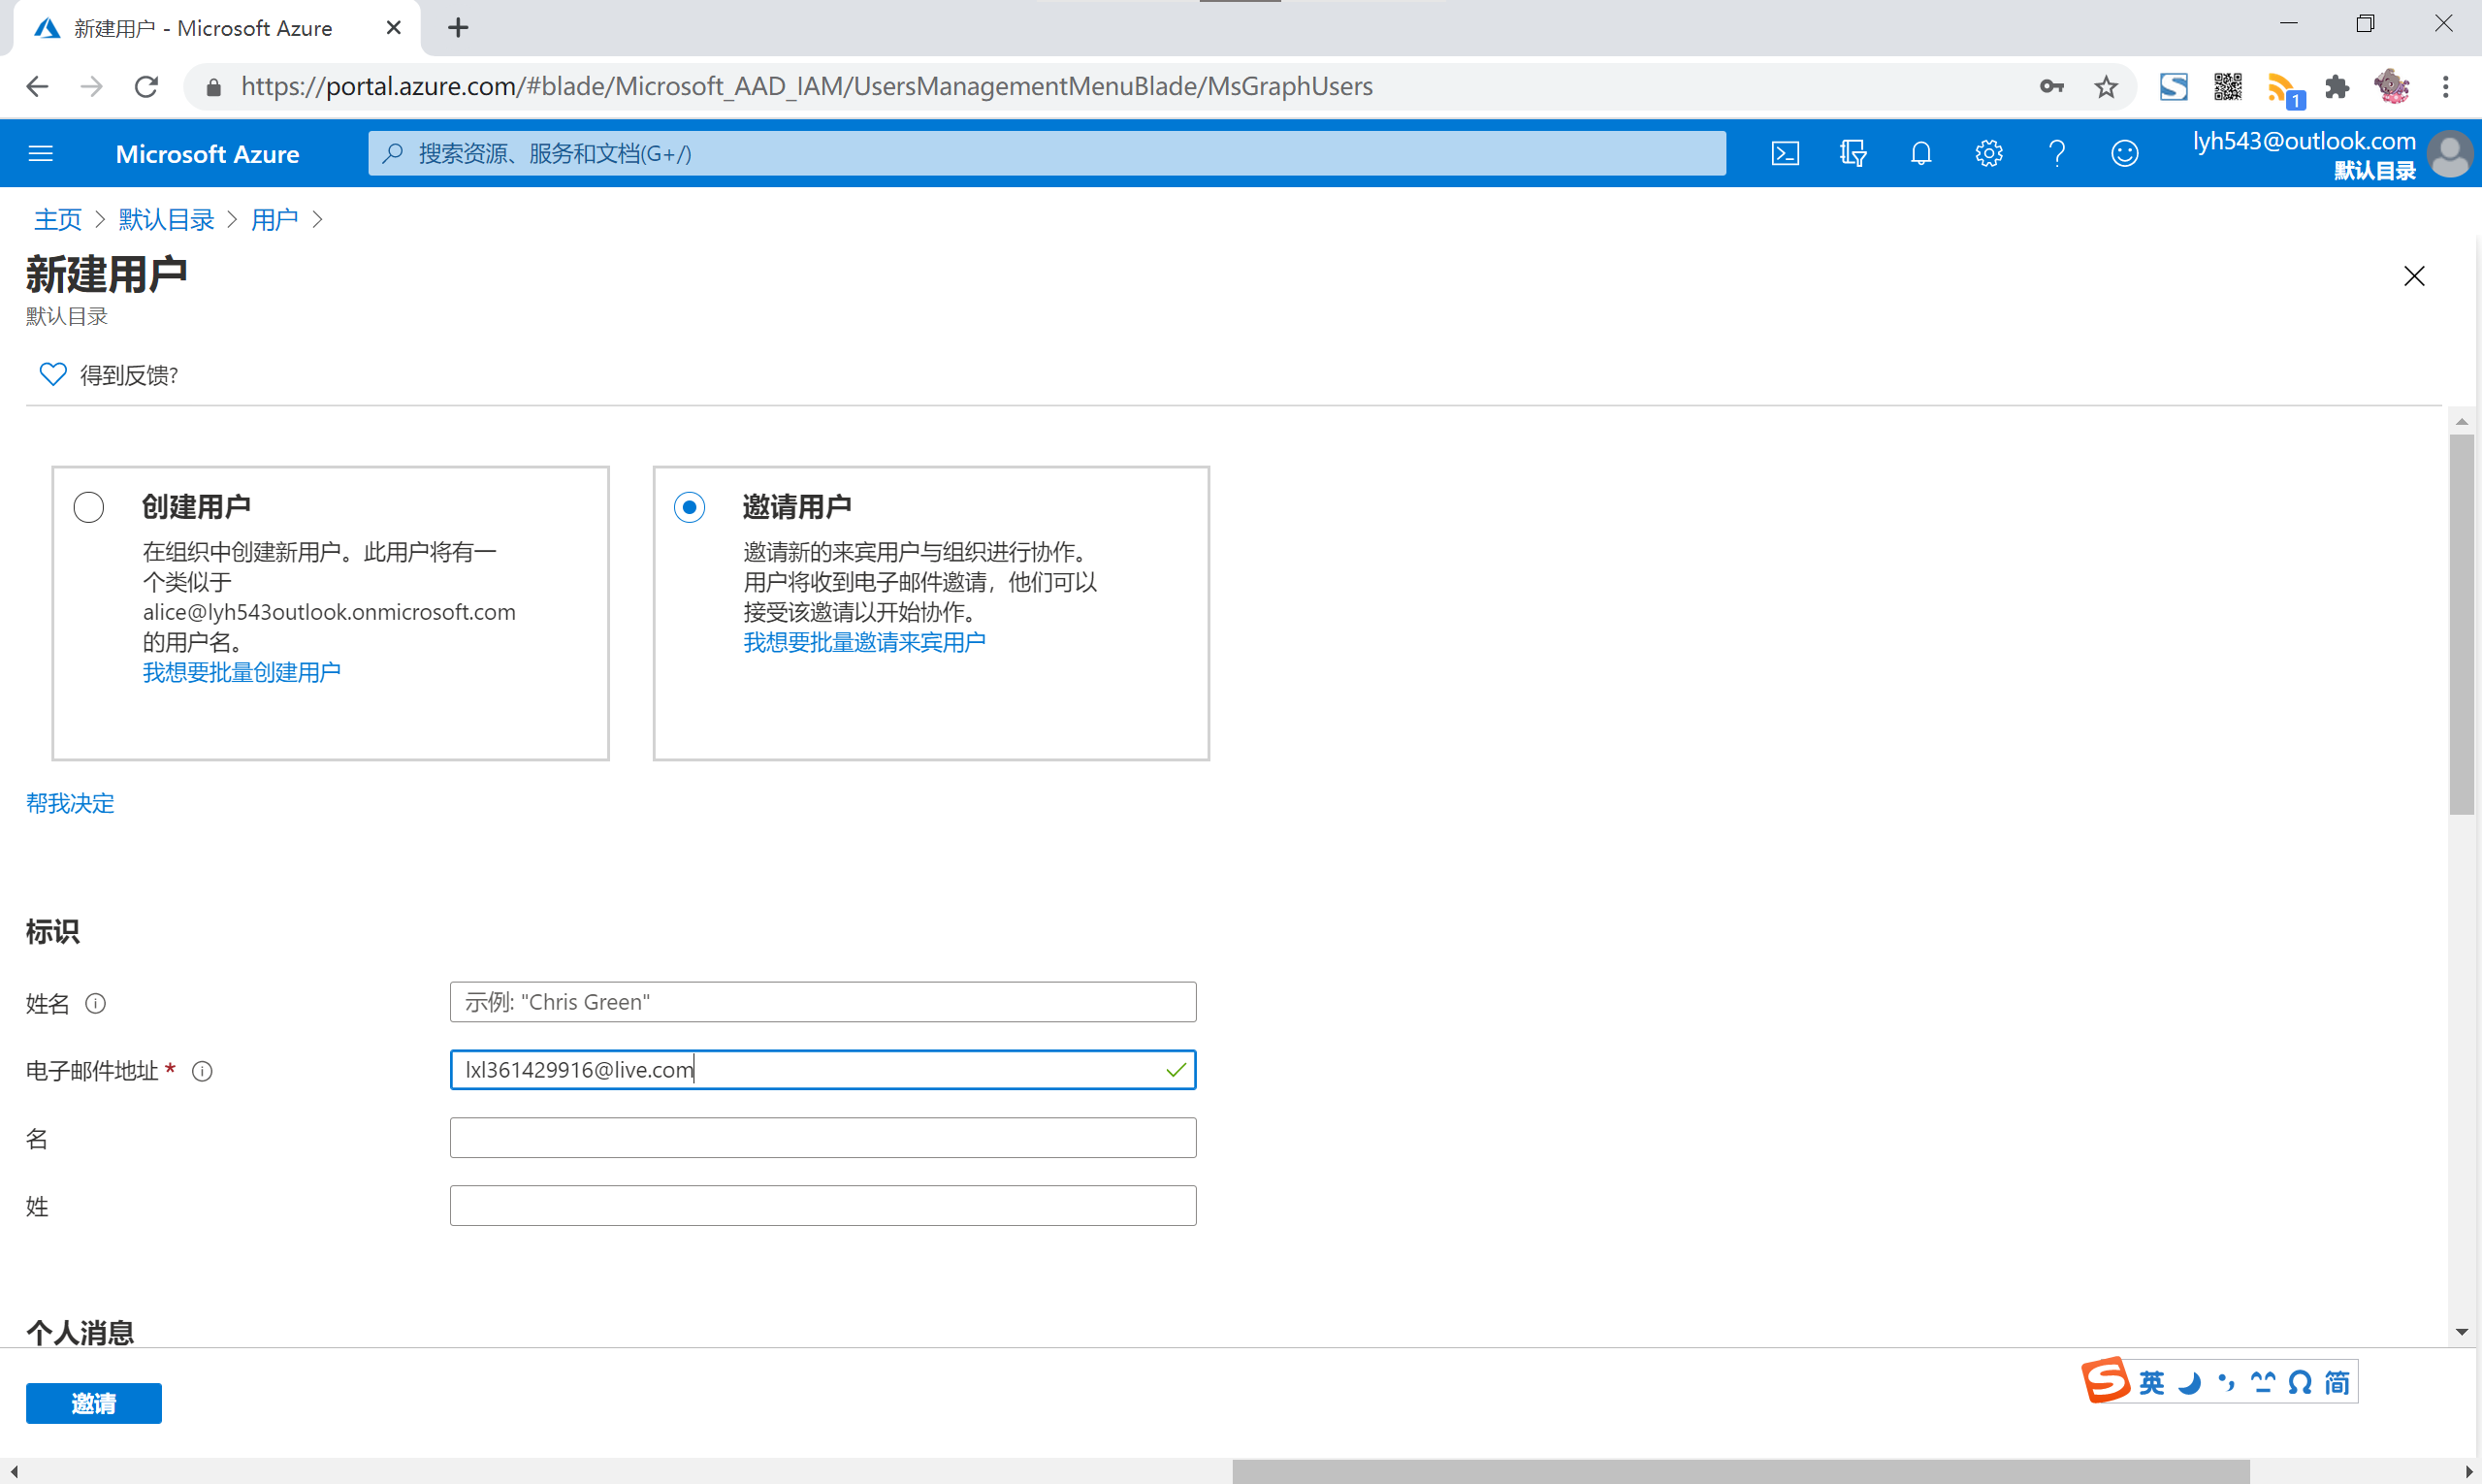 新建用户 - Microsoft Azure
https://portal.azure.com/#blade/Microsoft_AAD_IAM/UsersManagementMenuBlade/MsGraphUsers
1
Microsoft Azure
搜索资源、服务和文档(G+/)
lyh543@outlook.com
默认目录
主页 > 默认目录 > 用户 >
新建用户
默认目录
得到反馈?
创建用户
在组织中创建新用户。此用户将有一
个类似于
alice@lyh543outlook.onmicrosoft.com
的用户名。
我想要批量创建用户
邀请用户
邀请新的来宾用户与组织进行协作。
用户将收到电子邮件邀请，他们可以
接受该邀请以开始协作。
我想要批量邀请来宾用户
帮我决定
标识
姓名
示例: "Chris Green"
电子邮件地址 *
lxl361429916@live.com
名
姓
个人消息
邀请
英
简